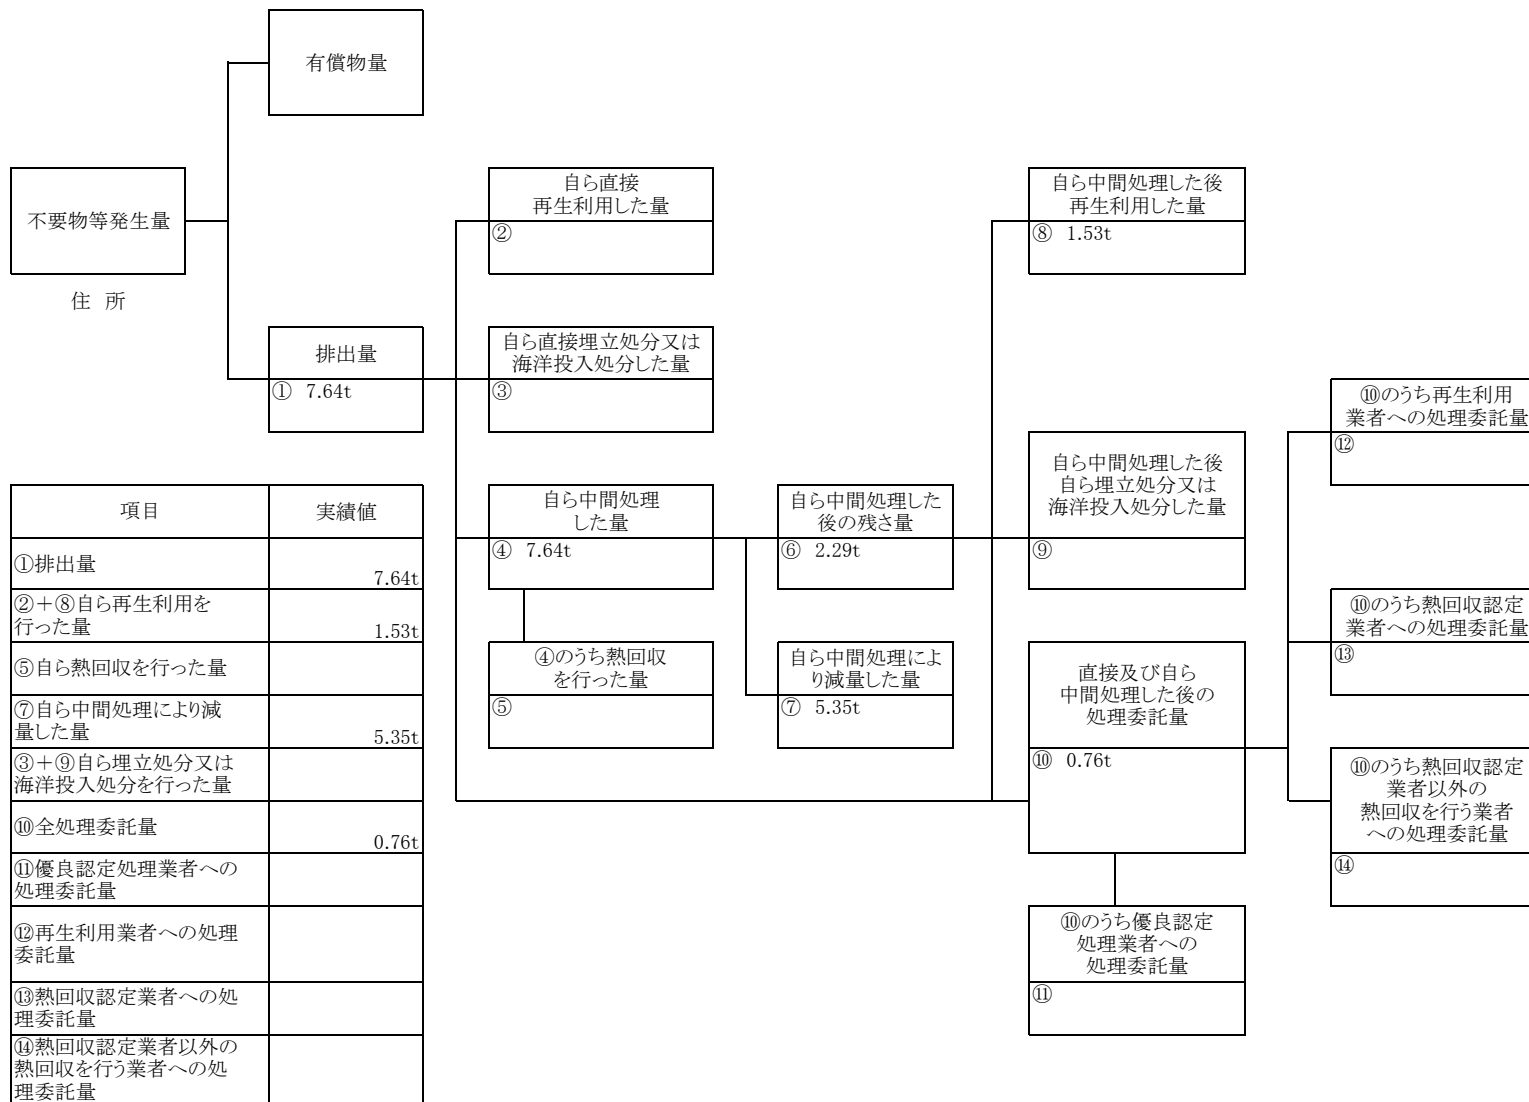 有償物量
不要物等発生量
住 所
自ら直接
再生利用した量
②
自ら中間処理した後
再生利用した量
⑧ 1.53t
排出量
① 7.64t
自ら直接埋立処分又は
海洋投入処分した量
③
⑩のうち再生利用
業者への処理委託量
⑫
自ら中間処理した後
自ら埋立処分又は
海洋投入処分した量
⑨
自ら中間処理
した量
④ 7.64t
自ら中間処理した
後の残さ量
⑥ 2.29t
⑩のうち熱回収認定
業者への処理委託量
⑬
④のうち熱回収
を行った量
⑤
自ら中間処理によ
り減量した量
⑦ 5.35t
直接及び自ら
中間処理した後の
処理委託量
⑩ 0.76t
⑩のうち熱回収認定
業者以外の
熱回収を行う業者
への処理委託量
⑭
⑩のうち優良認定
処理業者への
処理委託量
⑪
項目 実績値
①排出量 7.64t
②+⑧自ら再生利用を
行った量 1.53t
⑤自ら熱回収を行った量
⑦自ら中間処理により減
量した量 5.35t
③+⑨自ら埋立処分又は
海洋投入処分を行った量
⑩全処理委託量 0.76t
⑪優良認定処理業者への
処理委託量
⑫再生利用業者への処理
委託量
⑬熱回収認定業者への処
理委託量
⑭熱回収認定業者以外の
熱回収を行う業者への処
理委託量